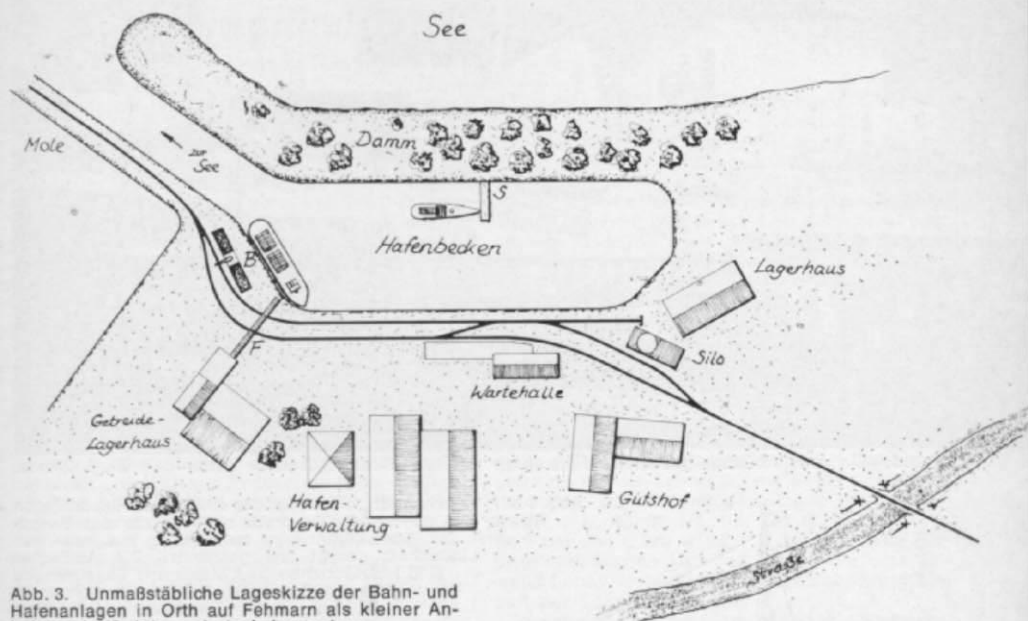 See
Mole
See
Damm
S
Hafenbecken
B
Lagerhaus
F
Silo
Wartehalle
Getreide-
Lagerhaus
Hafen-
Verwaltung
Gutshof
Straße
Abb. 3. Unmaßstäbliche Lageskizze der Bahn- und
Hafenanlagen in Orth auf Fehmarn als kleiner An-